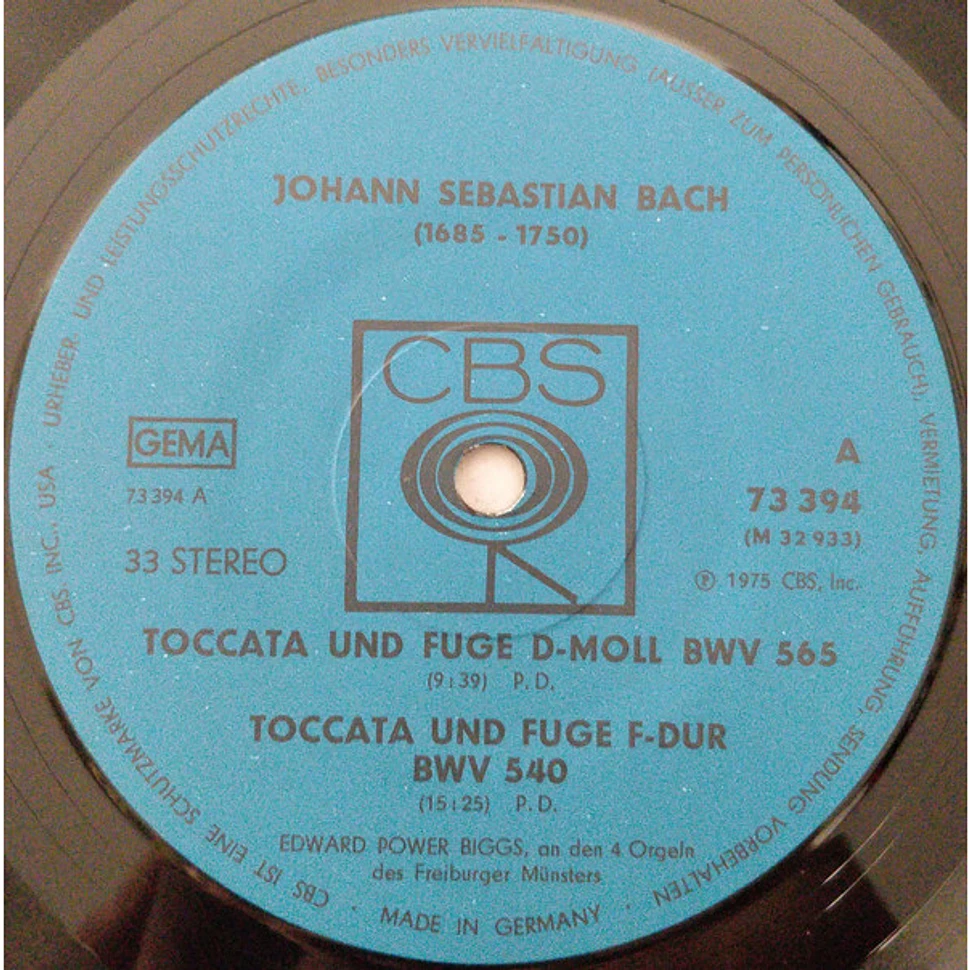 URHEBER- UND LEISTUNGSSCHUTZRECHTE, BESONDERS VERVIELFÄLTIGUNG (AUSSER ZUM PERSÖNLICHEN GEBRAUCH), VERMIETUNG, AUFFÜHRUNG, SENDUNG VORBEHALTEN
JOHANN SEBASTIAN BACH
(1685 - 1750)
CBS
GEMA
73 394 A
33 STEREO
A
73 394
(M 32 933)
℗ 1975 CBS, Inc.
TOCCATA UND FUGE D-MOLL BWV 565
(9:39) P.D.
TOCCATA UND FUGE F-DUR
BWV 540
(15:25) P.D.
EDWARD POWER BIGGS, an den 4 Orgeln
des Freiburger Münsters
CBS IST EINE SCHUTZMARKE VON CBS. INC., USA · 
· MADE IN GERMANY ·